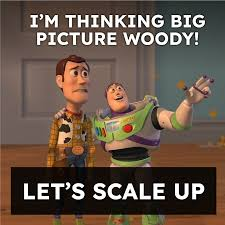 I'M THINKING BIG
PICTURE WOODY!
LET'S SCALE UP